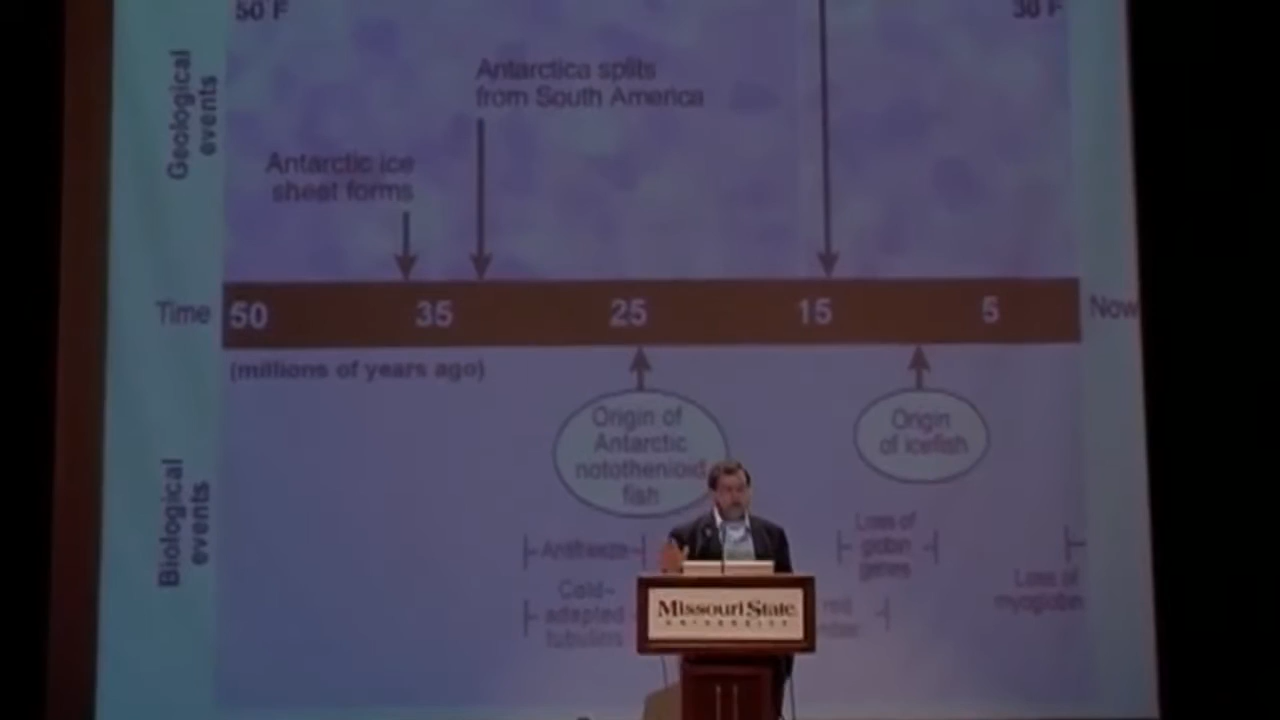 50 F
30 F
Geological
events
Antarctica splits
from South America
Antarctic ice
sheet forms
Time
50
35
25
15
5
Now
(millions of years ago)
Biological
events
Origin of
Antarctic
notothenioid
fish
Origin
of icefish
Antifreeze
Cold-
adapted
tubulins
Loss of
globin
genes
Loss of
myoglobin
Missouri State
UNIVERSITY